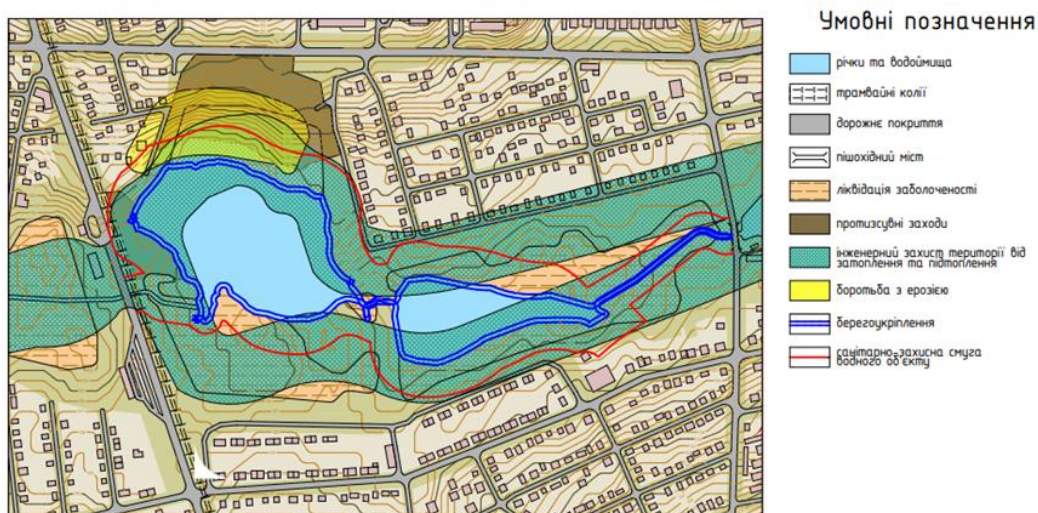 Умовні позначення
річки та водоймища
трамвайні колії
дорожнє покриття
пішохідний міст
ліквідація заболоченості
протизсувні заходи
інженерний захист території від
затоплення та підтоплення
боротьба з ерозією
берегоукріплення
санітарно-захисна смуга
водного об'єкту